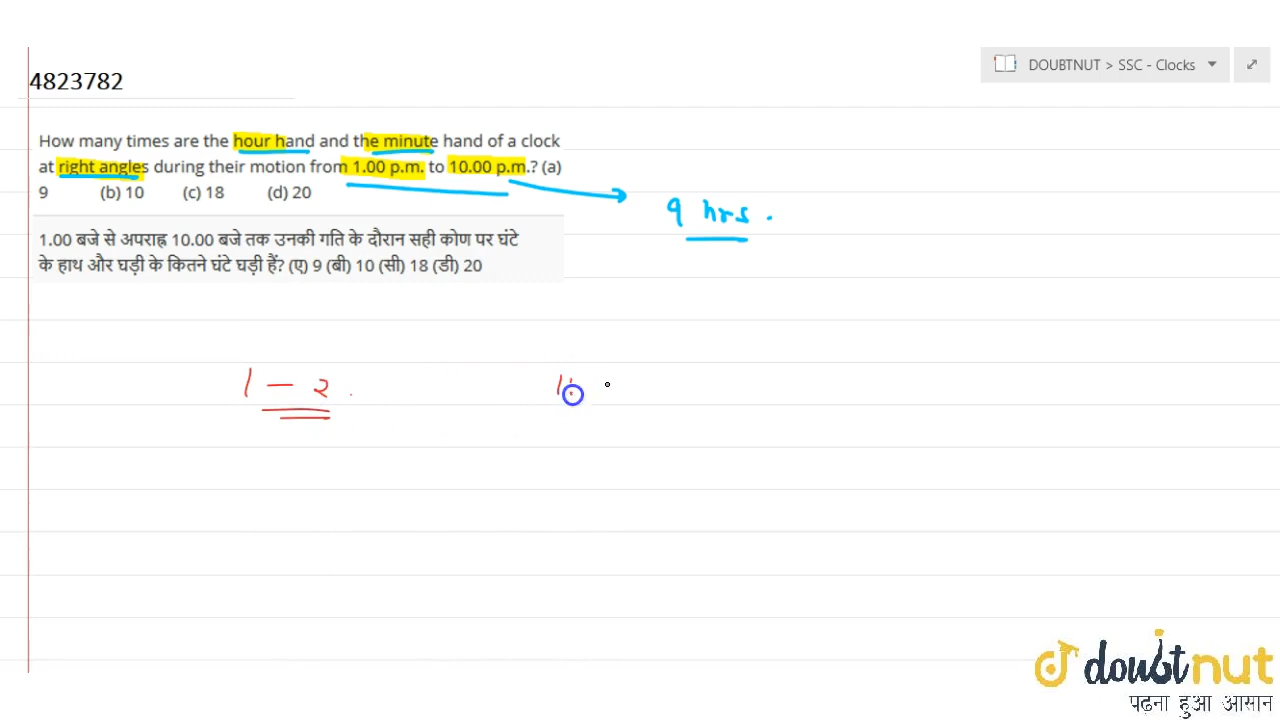 4823782
DOUBTNUT > SSC - Clocks
How many times are the hour hand and the minute hand of a clock
at right angles during their motion from 1.00 p.m. to 10.00 p.m.? (a)
9 (b) 10 (c) 18 (d) 20
9 hrs.
1.00 बजे से अपराह्न 10.00 बजे तक उनकी गति के दौरान सही कोण पर घंटे
के हाथ और घड़ी के कितने घंटे घड़ी हैं? (ए) 9 (बी) 10 (सी) 18 (डी) 20
1 — 2
doubtnut
पढ़ना हुआ आसान